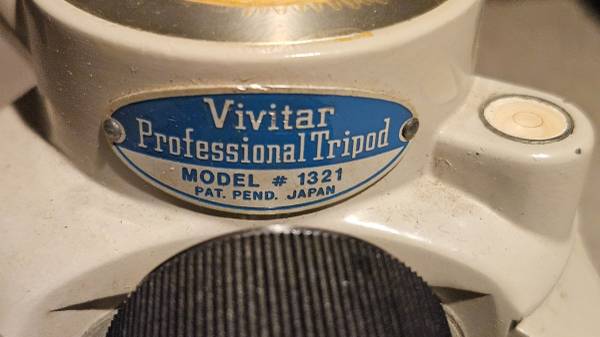 Vivitar
Professional Tripod
MODEL # 1321
PAT. PEND. JAPAN